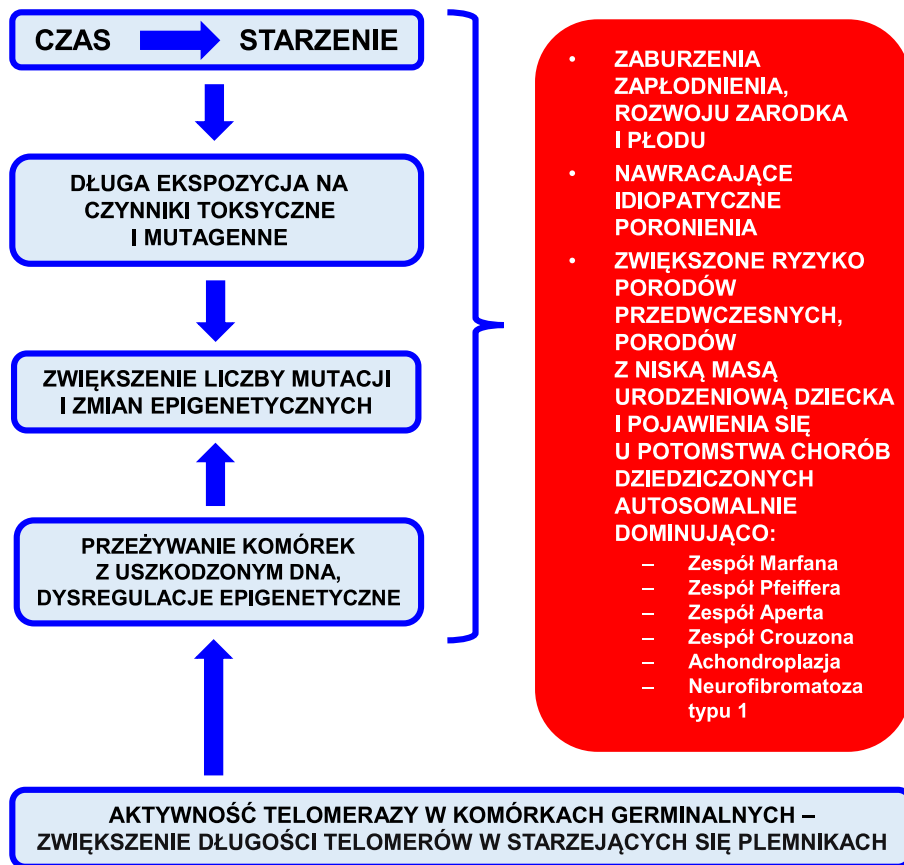 CZAS STARZENIE
DŁUGA EKSPOZYCJA NA
CZYNNIKI TOKSYCZNE
I MUTAGENNE
ZWIĘKSZENIE LICZBY MUTACJI
I ZMIAN EPIGENETYCZNYCH
PRZEŻYWANIE KOMÓREK
Z USZKODZONYM DNA,
DYSREGULACJE EPIGENETYCZNE
• ZABURZENIA
ZAPŁODNIENIA,
ROZWOJU ZARODKA
I PŁODU
• NAWRACAJĄCE
IDIOPATYCZNE
PORONIENIA
• ZWIĘKSZONE RYZYKO
PORODÓW
PRZEDWCZESNYCH,
PORODÓW
Z NISKĄ MASĄ
URODZENIOWĄ DZIECKA
I POJAWIENIA SIĘ
U POTOMSTWA CHORÓB
DZIEDZICZONYCH
AUTOSOMALNIE
DOMINUJĄCO:
– Zespół Marfana
– Zespół Pfeiffera
– Zespół Aperta
– Zespół Crouzona
– Achondroplazja
– Neurofibromatoza
typu 1
AKTYWNOŚĆ TELOMERAZY W KOMÓRKACH GERMINALNYCH –
ZWIĘKSZENIE DŁUGOŚCI TELOMERÓW W STARZEJĄCYCH SIĘ PLEMNIKACH